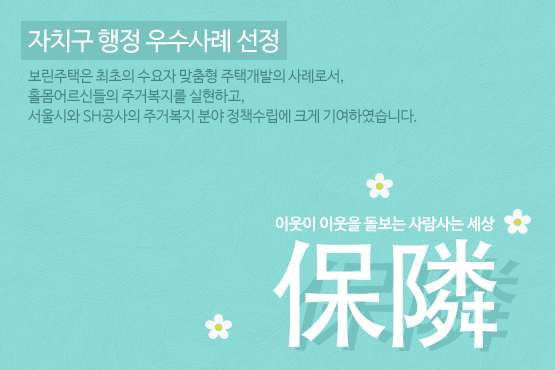 자치구 행정 우수사례 선정
보린주택은 최초의 수요자 맞춤형 주택개발의 사례로서,
홀몸어르신들의 주거복지를 실현하고,
서울시와 SH공사의 주거복지 분야 정책수립에 크게 기여하였습니다.
이웃이 이웃을 돌보는 사람사는 세상
保隣